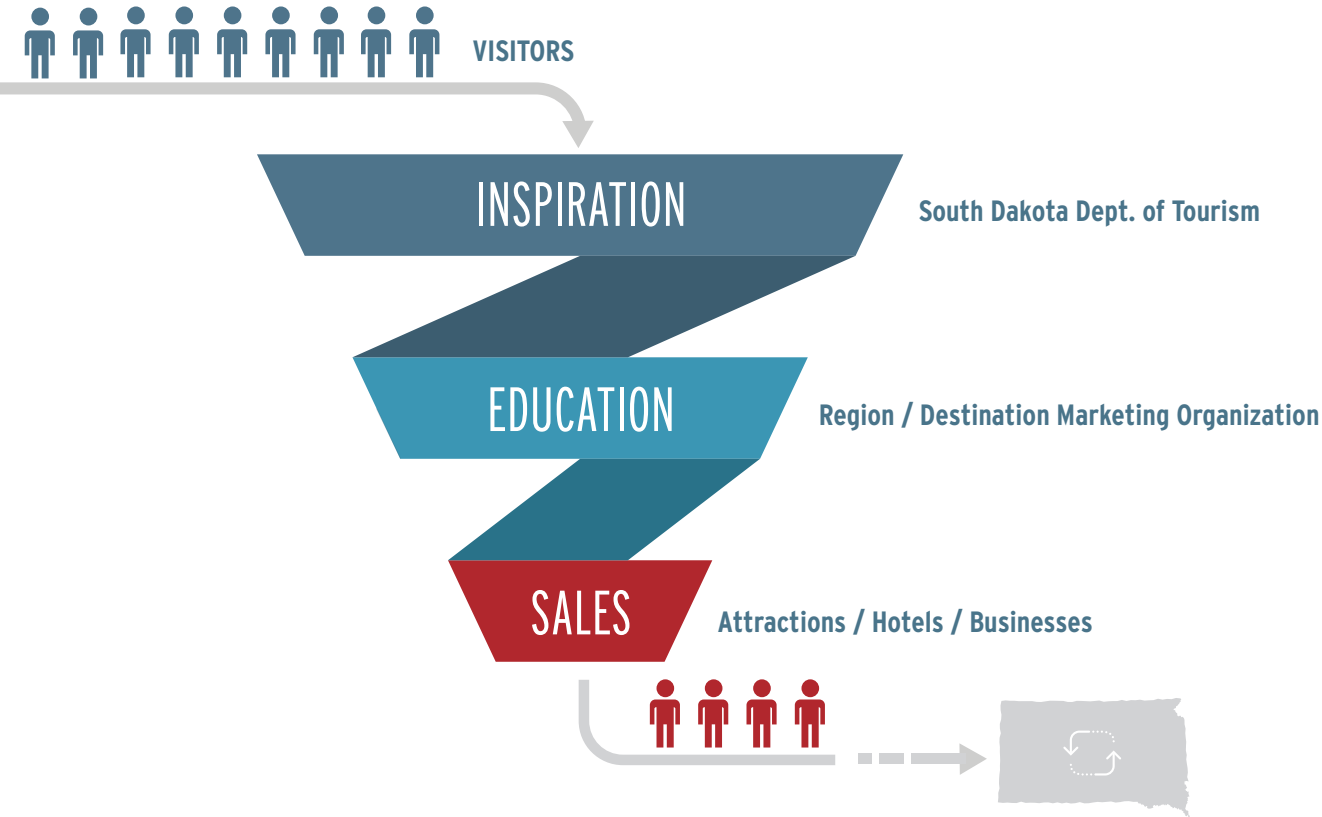 VISITORS
INSPIRATION
South Dakota Dept. of Tourism
EDUCATION
Region / Destination Marketing Organization
SALES
Attractions / Hotels / Businesses